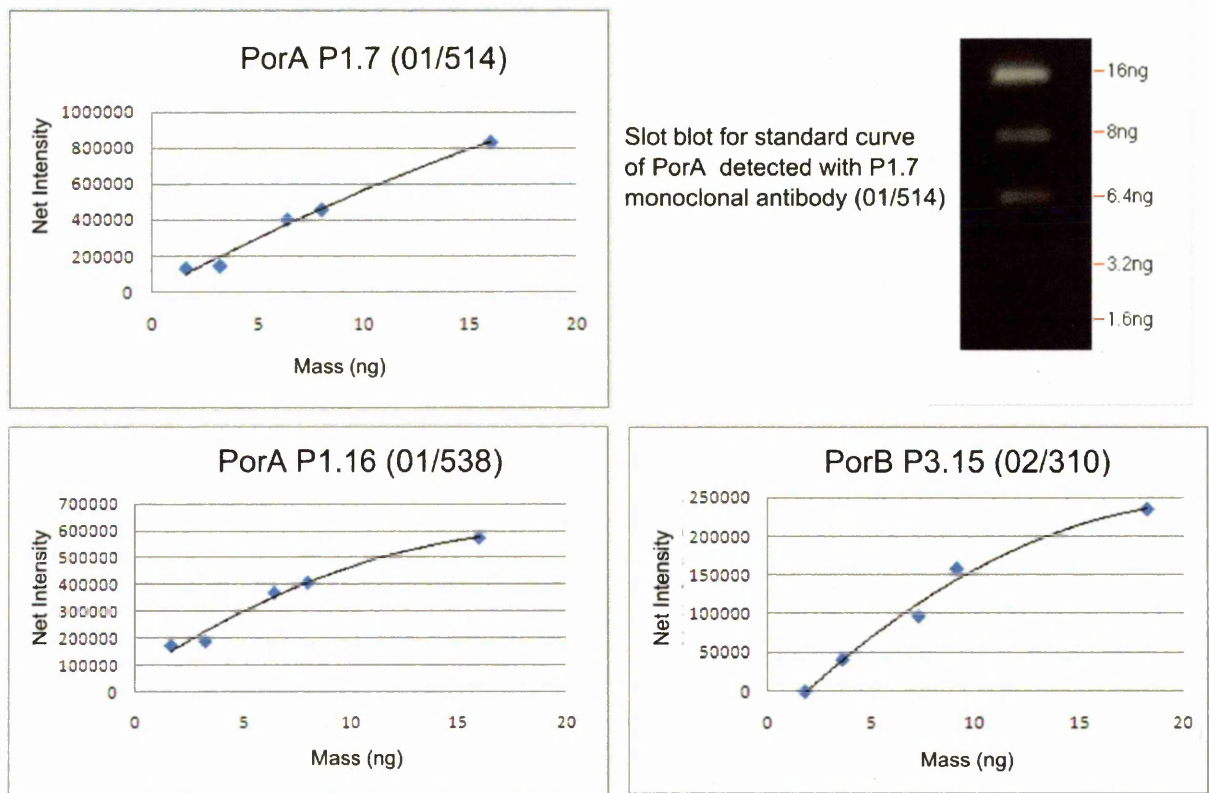 PorA P1.7 (01/514)
Net Intensity
1000000
800000
600000
400000
200000
0
0 5 10 15 20
Mass (ng)
Slot blot for standard curve
of PorA detected with P1.7
monoclonal antibody (01/514)
16ng
8ng
6.4ng
3.2ng
1.6ng
PorA P1.16 (01/538)
Net Intensity
700000
600000
500000
400000
300000
200000
100000
0
0 5 10 15 20
Mass (ng)
PorB P3.15 (02/310)
Net Intensity
250000
200000
150000
100000
50000
0
0 5 10 15 20
Mass (ng)